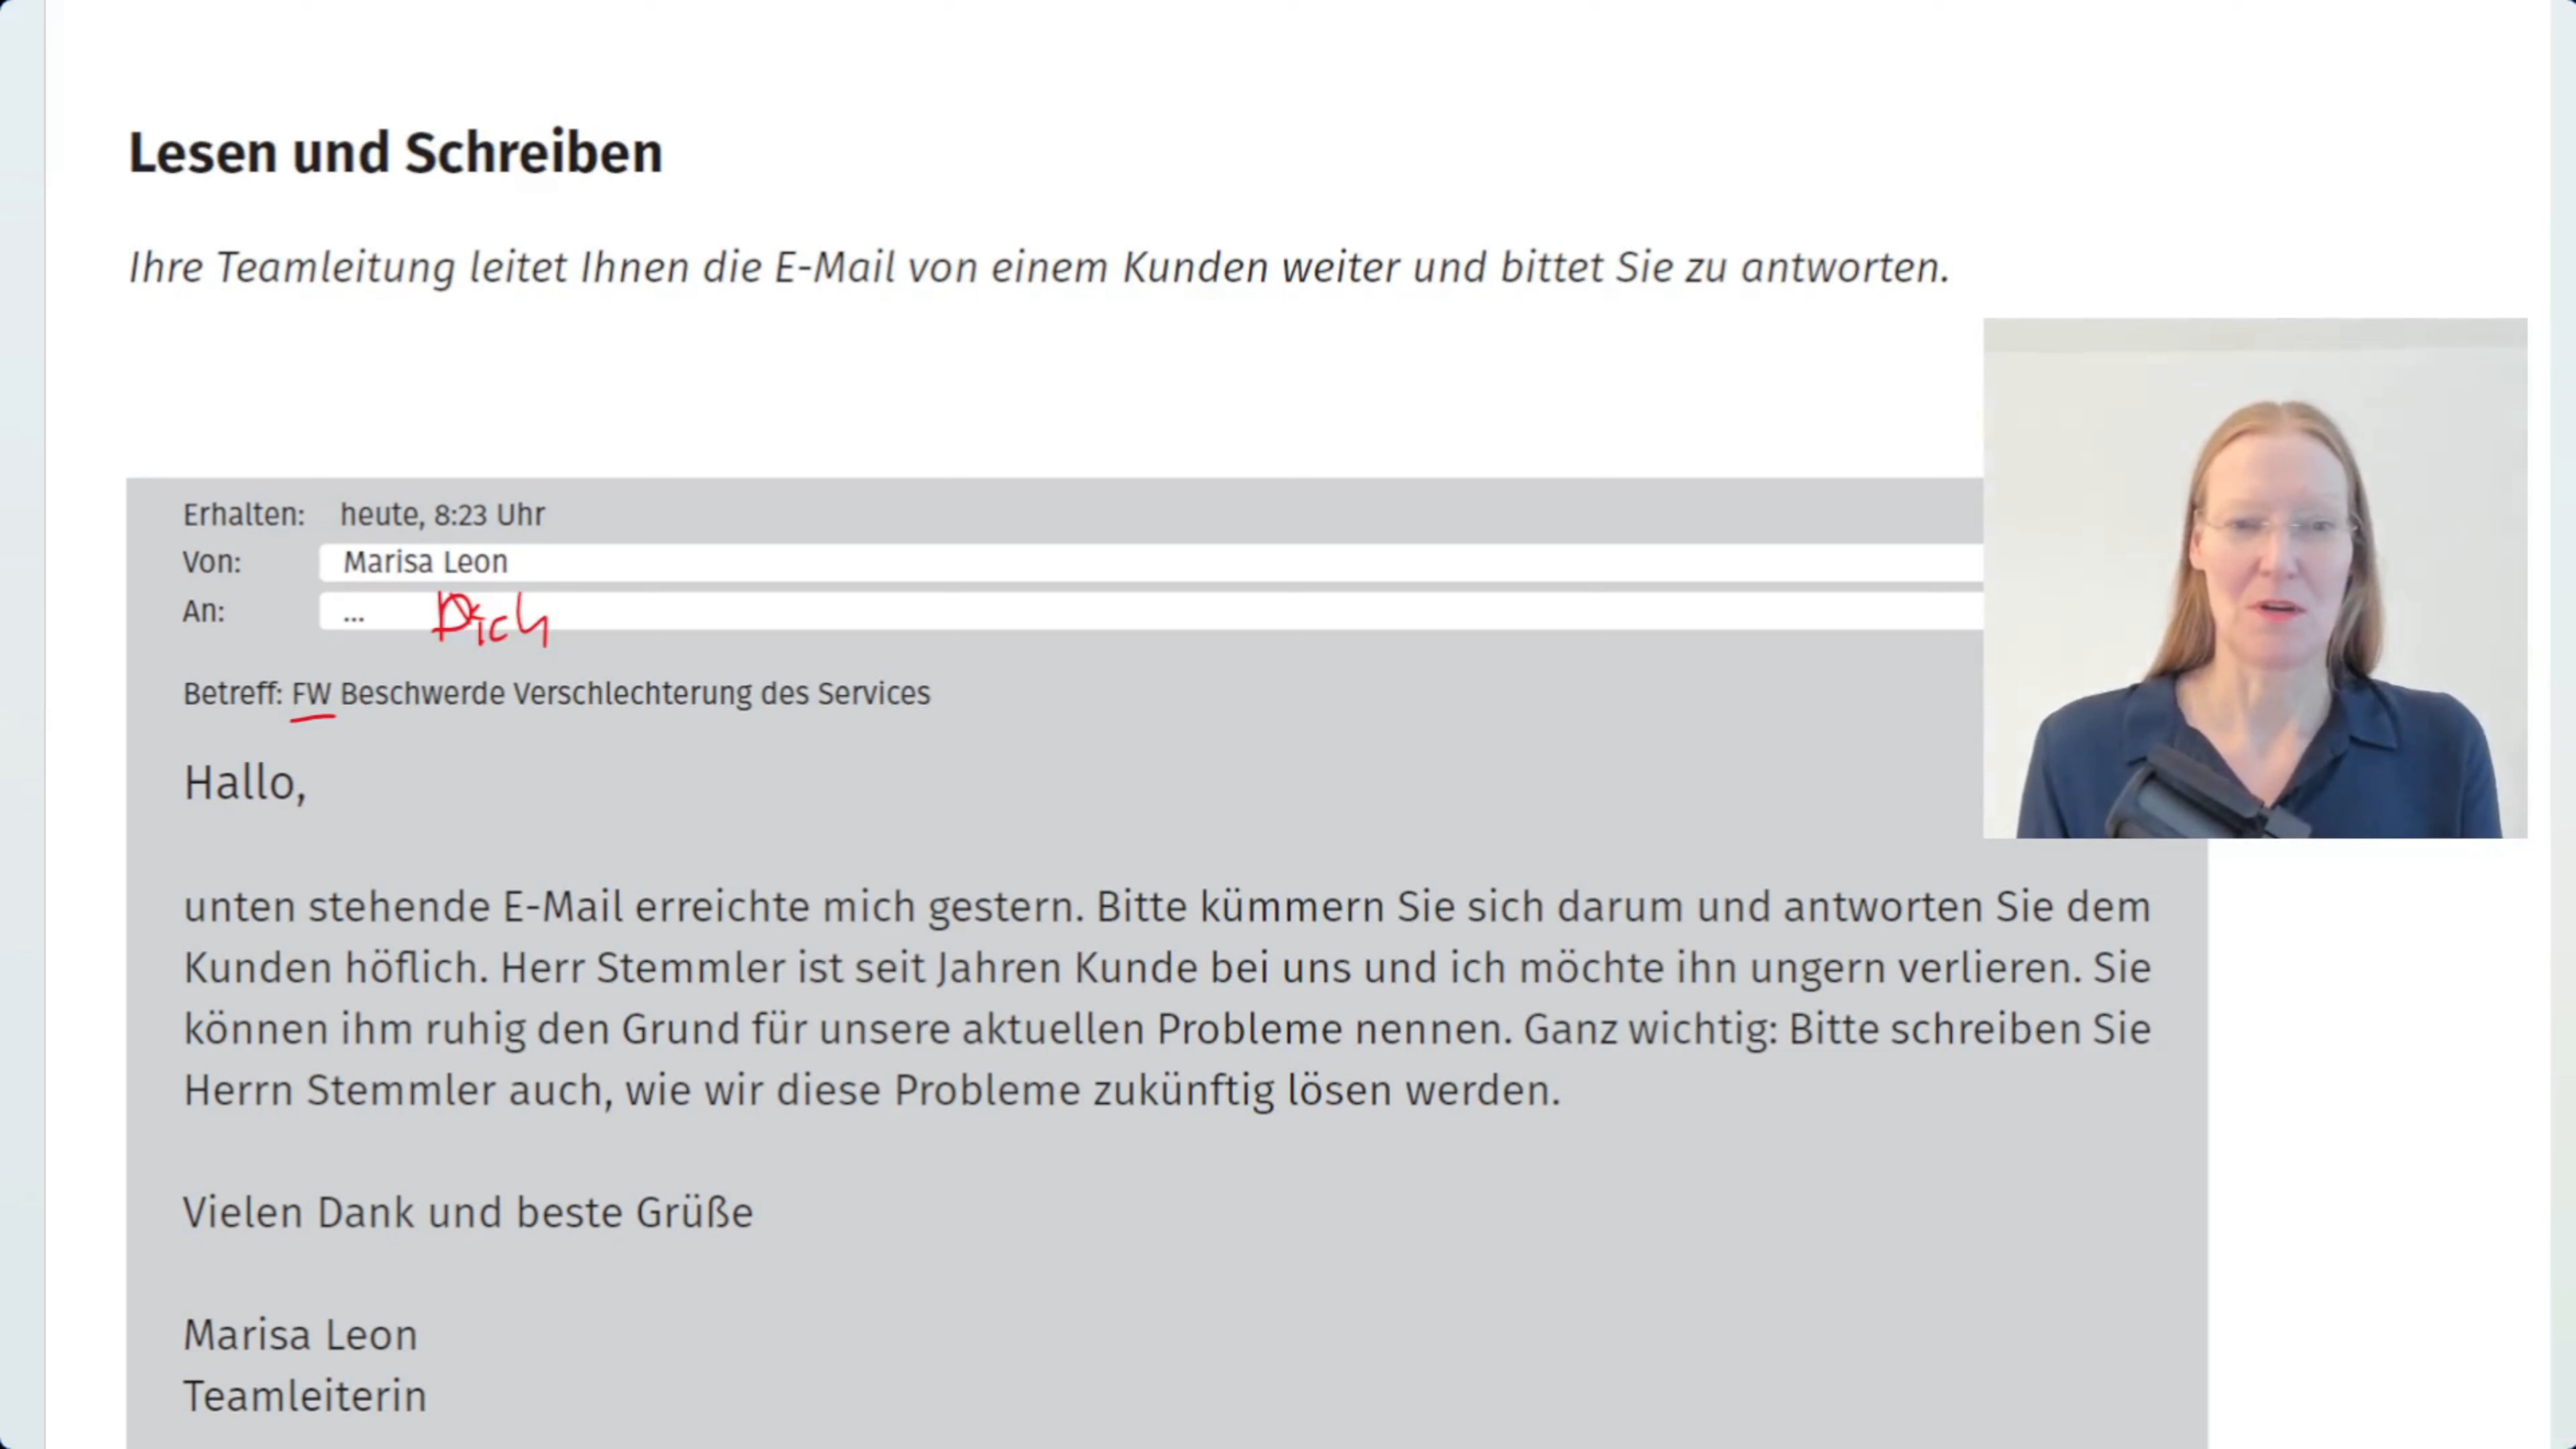 Lesen und Schreiben
Ihre Teamleitung leitet Ihnen die E-Mail von einem Kunden weiter und bittet Sie zu antworten.
Erhalten: heute, 8:23 Uhr
Von: Marisa Leon
An: ... Dich
Betreff: FW Beschwerde Verschlechterung des Services
Hallo,
unten stehende E-Mail erreichte mich gestern. Bitte kümmern Sie sich darum und antworten Sie dem
Kunden höflich. Herr Stemmler ist seit Jahren Kunde bei uns und ich möchte ihn ungern verlieren. Sie
können ihm ruhig den Grund für unsere aktuellen Probleme nennen. Ganz wichtig: Bitte schreiben Sie
Herrn Stemmler auch, wie wir diese Probleme zukünftig lösen werden.
Vielen Dank und beste Grüße
Marisa Leon
Teamleiterin